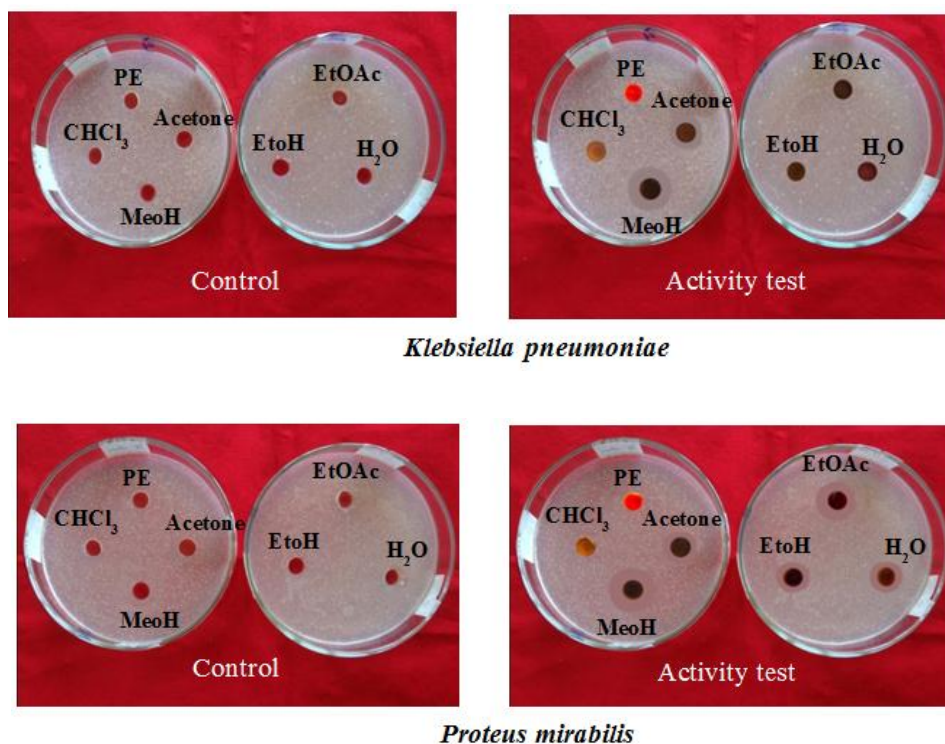 PE
EtOAc
CHCl₃
Acetone
EtoH
H₂O
MeoH
Control
PE
EtOAc
CHCl₃
Acetone
EtoH
H₂O
MeoH
Activity test
Klebsiella pneumoniae
PE
EtOAc
CHCl₃
Acetone
EtoH
H₂O
MeoH
Control
PE
EtOAc
CHCl₃
Acetone
EtoH
H₂O
MeoH
Activity test
Proteus mirabilis